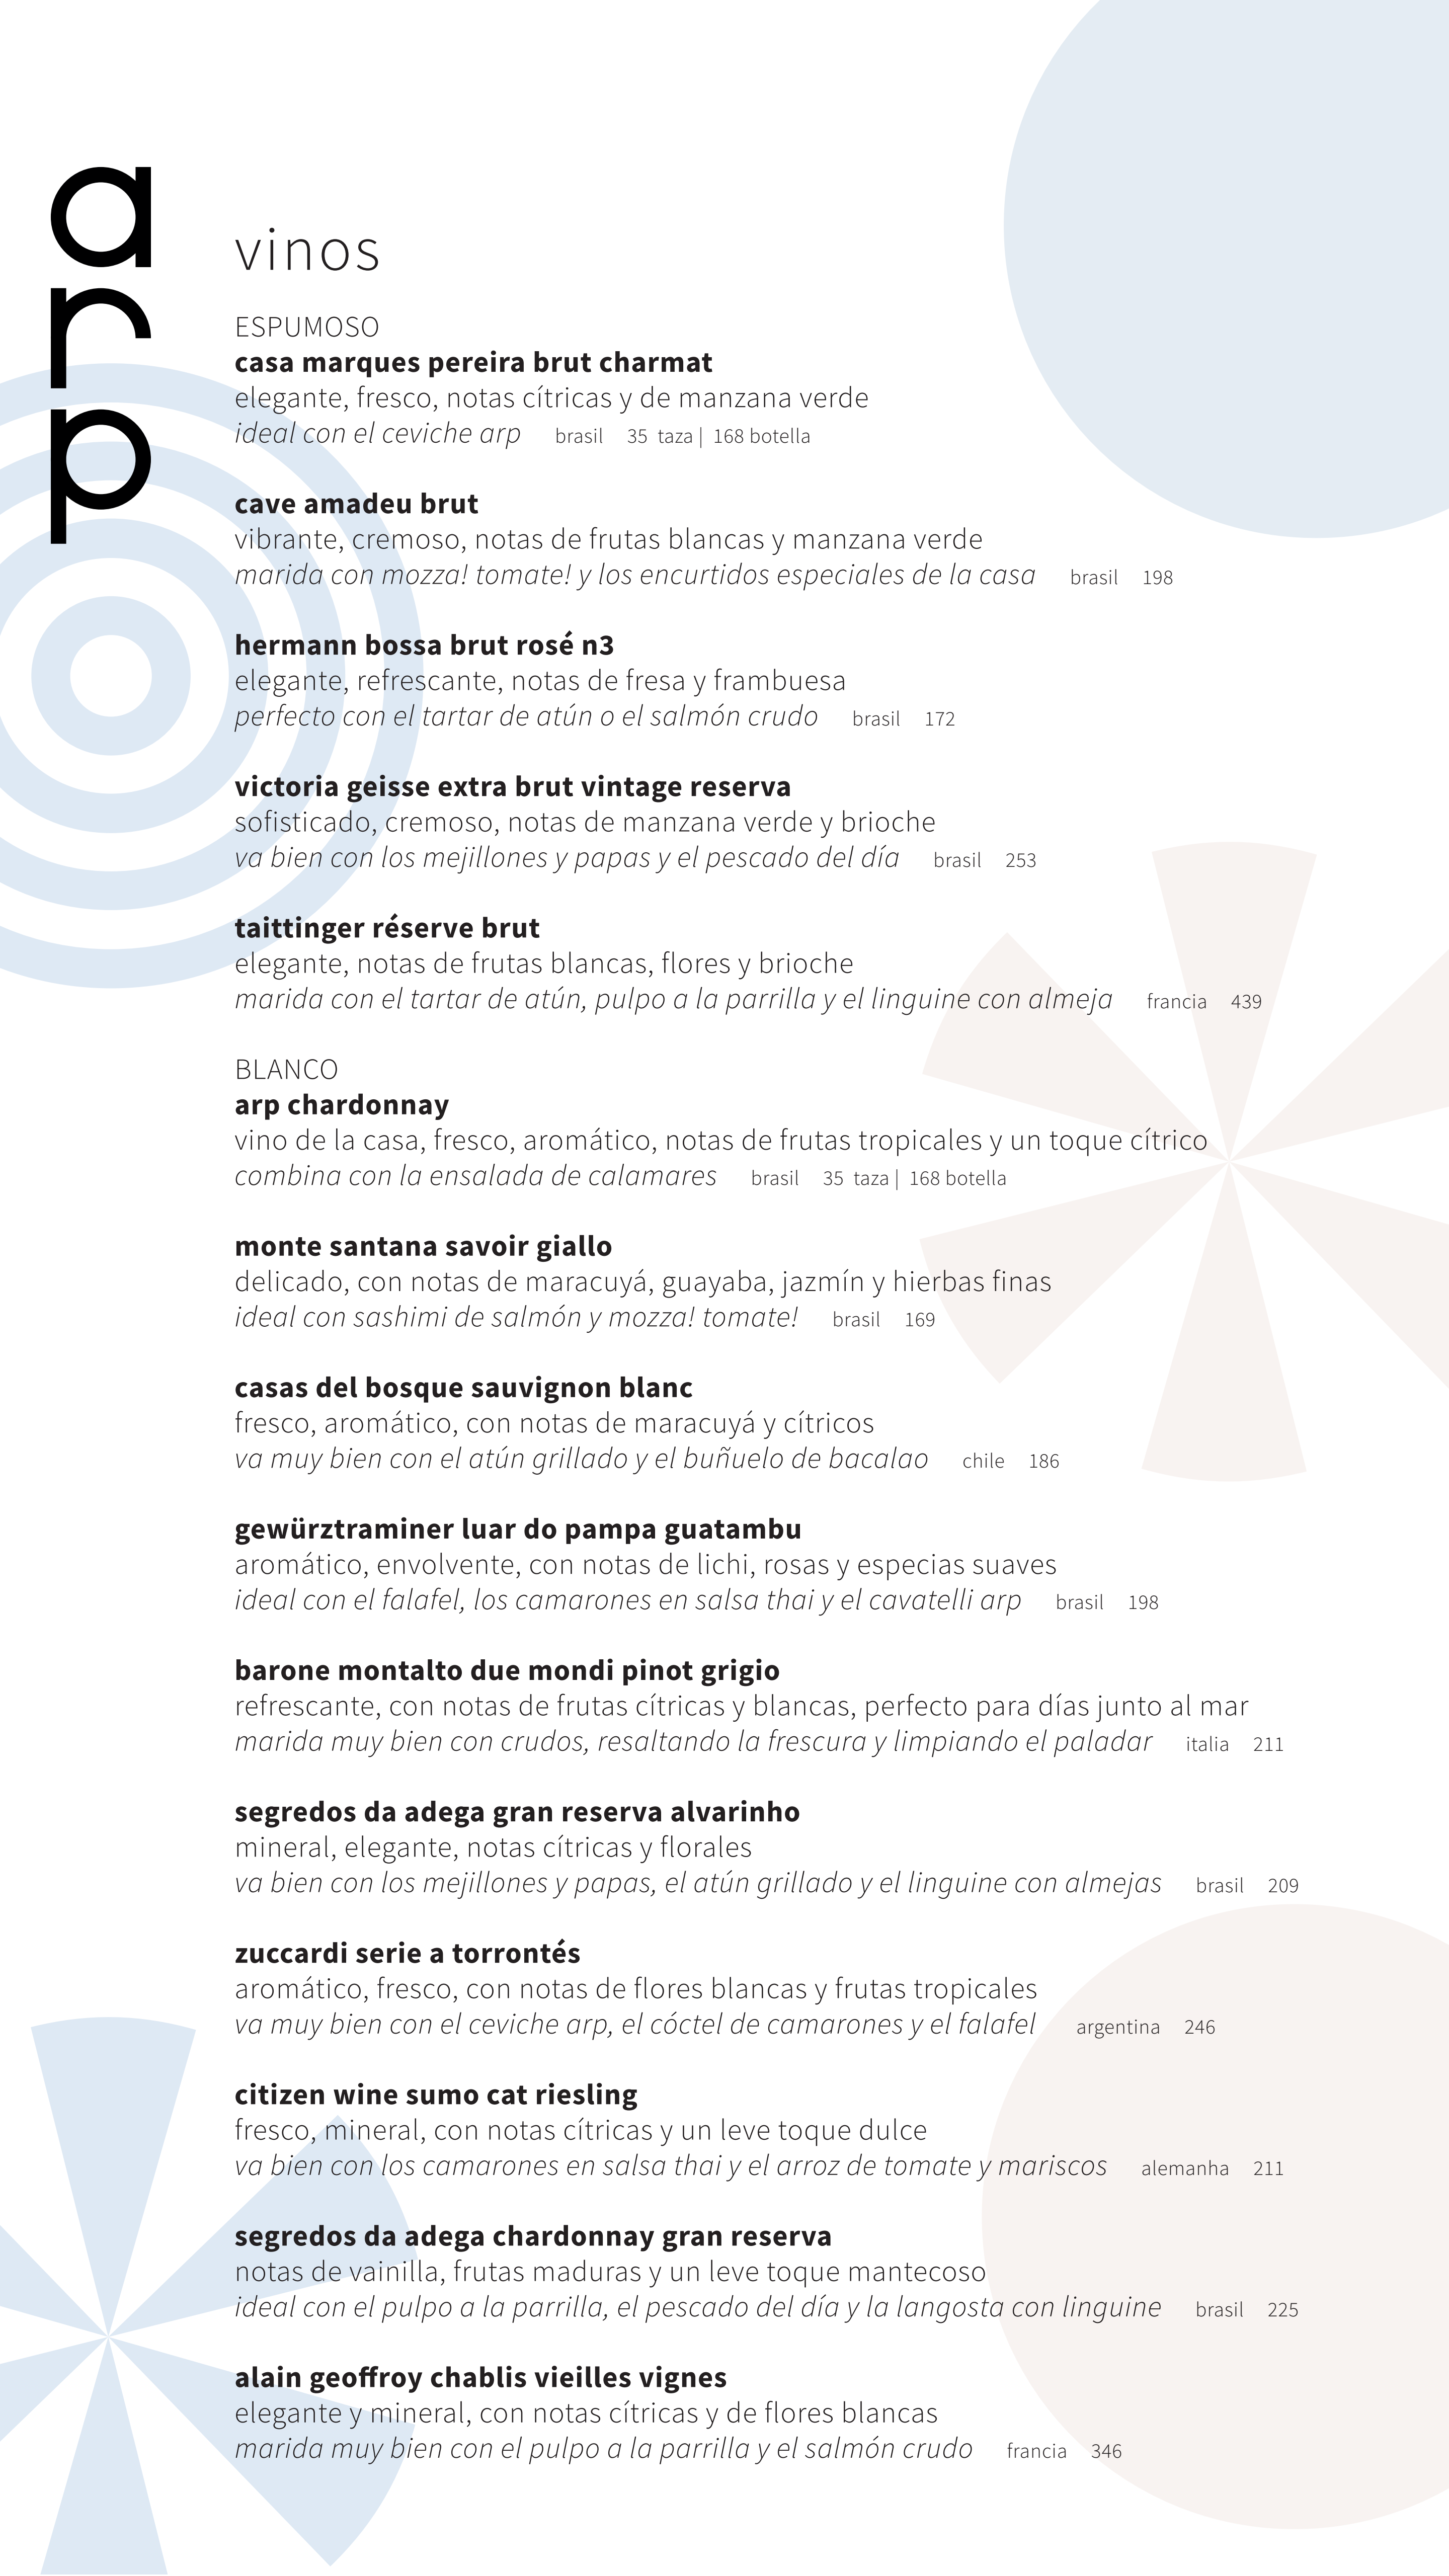 arp
vinos
ESPUMOSO
casa marques pereira brut charmat
elegante, fresco, notas cítricas y de manzana verde
ideal con el ceviche arp brasil 35 taza | 168 botella
cave amadeu brut
vibrante, cremoso, notas de frutas blancas y manzana verde
marida con mozza! tomate! y los encurtidos especiales de la casa brasil 198
hermann bossa brut rosé n3
elegante, refrescante, notas de fresa y frambuesa
perfecto con el tartar de atún o el salmón crudo brasil 172
victoria geisse extra brut vintage reserva
sofisticado, cremoso, notas de manzana verde y brioche
va bien con los mejillones y papas y el pescado del día brasil 253
taittinger réserve brut
elegante, notas de frutas blancas, flores y brioche
marida con el tartar de atún, pulpo a la parrilla y el linguine con almeja francia 439
BLANCO
arp chardonnay
vino de la casa, fresco, aromático, notas de frutas tropicales y un toque cítrico
combina con la ensalada de calamares brasil 35 taza | 168 botella
monte santana savoir giallo
delicado, con notas de maracuyá, guayaba, jazmín y hierbas finas
ideal con sashimi de salmón y mozza! tomate! brasil 169
casas del bosque sauvignon blanc
fresco, aromático, con notas de maracuyá y cítricos
va muy bien con el atún grillado y el buñuelo de bacalao chile 186
gewürztraminer luar do pampa guatambu
aromático, envolvente, con notas de lichi, rosas y especias suaves
ideal con el falafel, los camarones en salsa thai y el cavatelli arp brasil 198
barone montalto due mondi pinot grigio
refrescante, con notas de frutas cítricas y blancas, perfecto para días junto al mar
marida muy bien con crudos, resaltando la frescura y limpiando el paladar italia 211
segredos da adega gran reserva alvarinho
mineral, elegante, notas cítricas y florales
va bien con los mejillones y papas, el atún grillado y el linguine con almejas brasil 209
zuccardi serie a torrontés
aromático, fresco, con notas de flores blancas y frutas tropicales
va muy bien con el ceviche arp, el cóctel de camarones y el falafel argentina 246
citizen wine sumo cat riesling
fresco, mineral, con notas cítricas y un leve toque dulce
va bien con los camarones en salsa thai y el arroz de tomate y mariscos alemanha 211
segredos da adega chardonnay gran reserva
notas de vainilla, frutas maduras y un leve toque mantecoso
ideal con el pulpo a la parrilla, el pescado del día y la langosta con linguine brasil 225
alain geoffroy chablis vieilles vignes
elegante y mineral, con notas cítricas y de flores blancas
marida muy bien con el pulpo a la parrilla y el salmón crudo francia 346